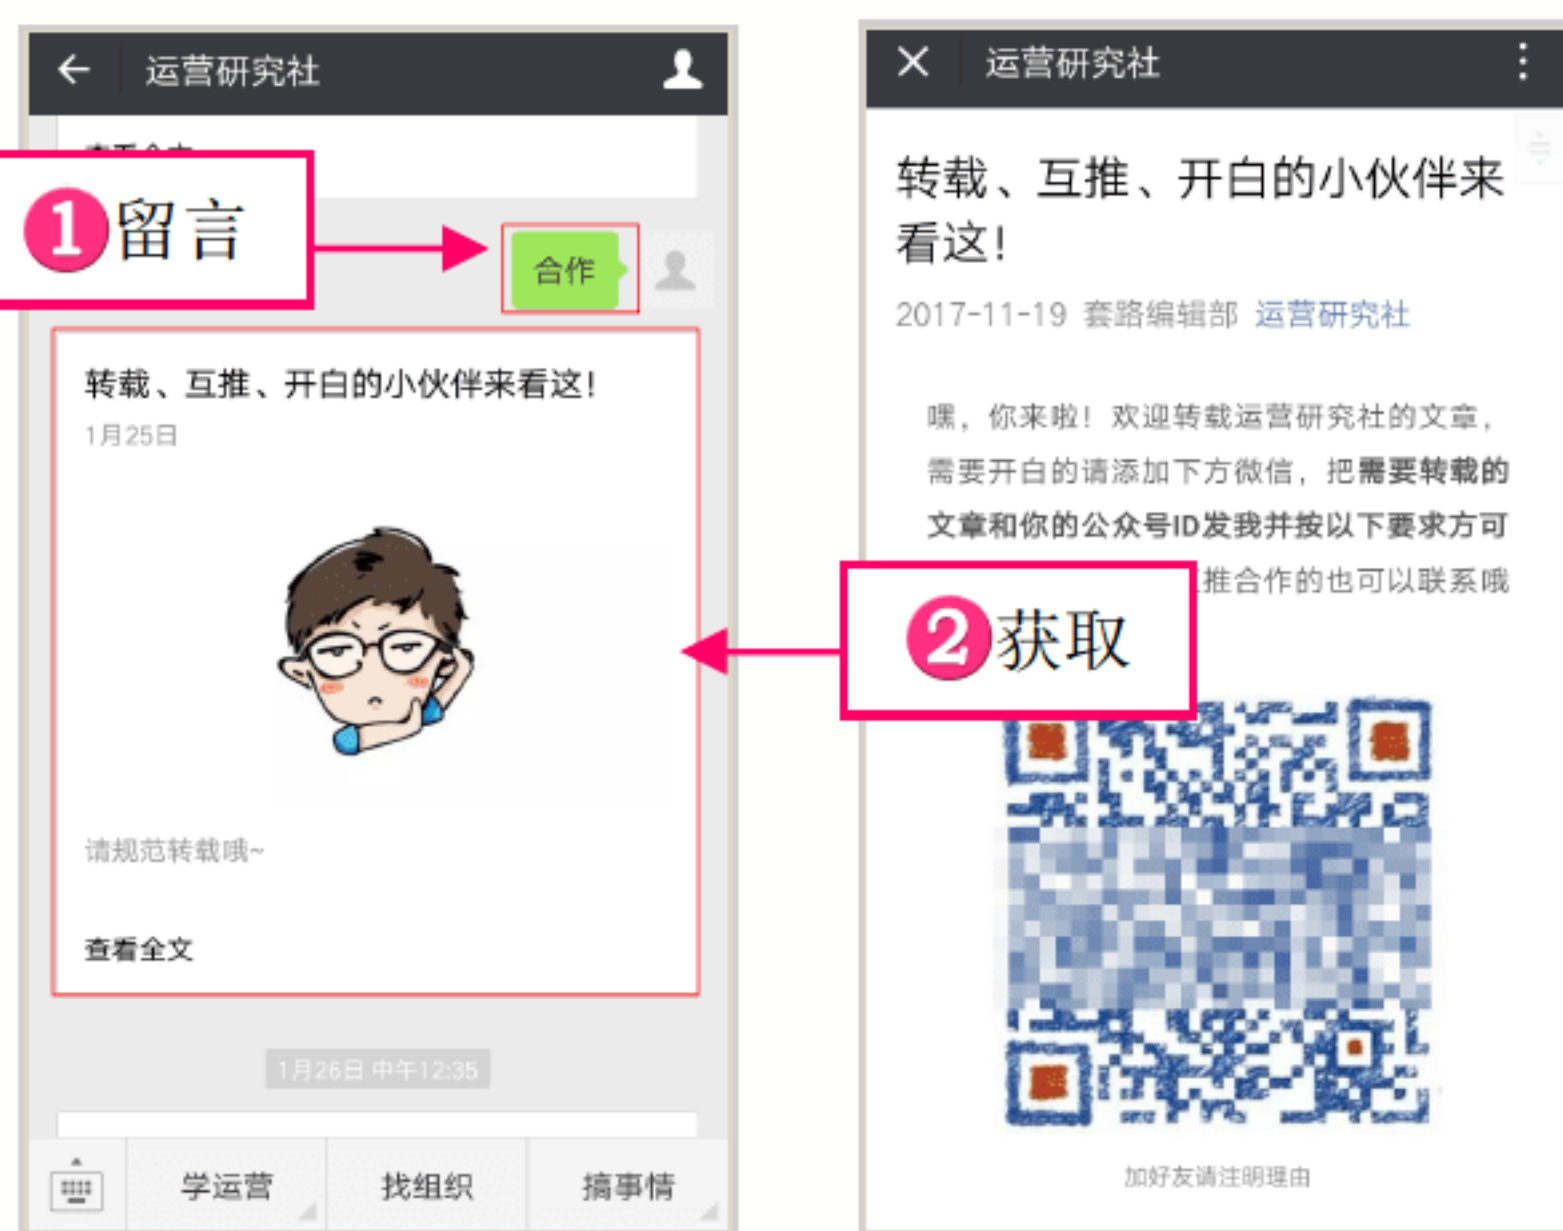 运营研究社
❶留言
合作
转载、互推、开白的小伙伴来看这!
1月25日
请规范转载哦~
查看全文
1月26日 中午12:35
学运营
找组织
搞事情
运营研究社
转载、互推、开白的小伙伴来
看这!
2017-11-19 套路编辑部 运营研究社
嘿，你来啦！欢迎转载运营研究社的文章，
需要开白的请添加下方微信，把需要转载的
文章和你的公众号ID发我并按以下要求方可
推合作的也可以联系哦
❷获取
加好友请注明理由